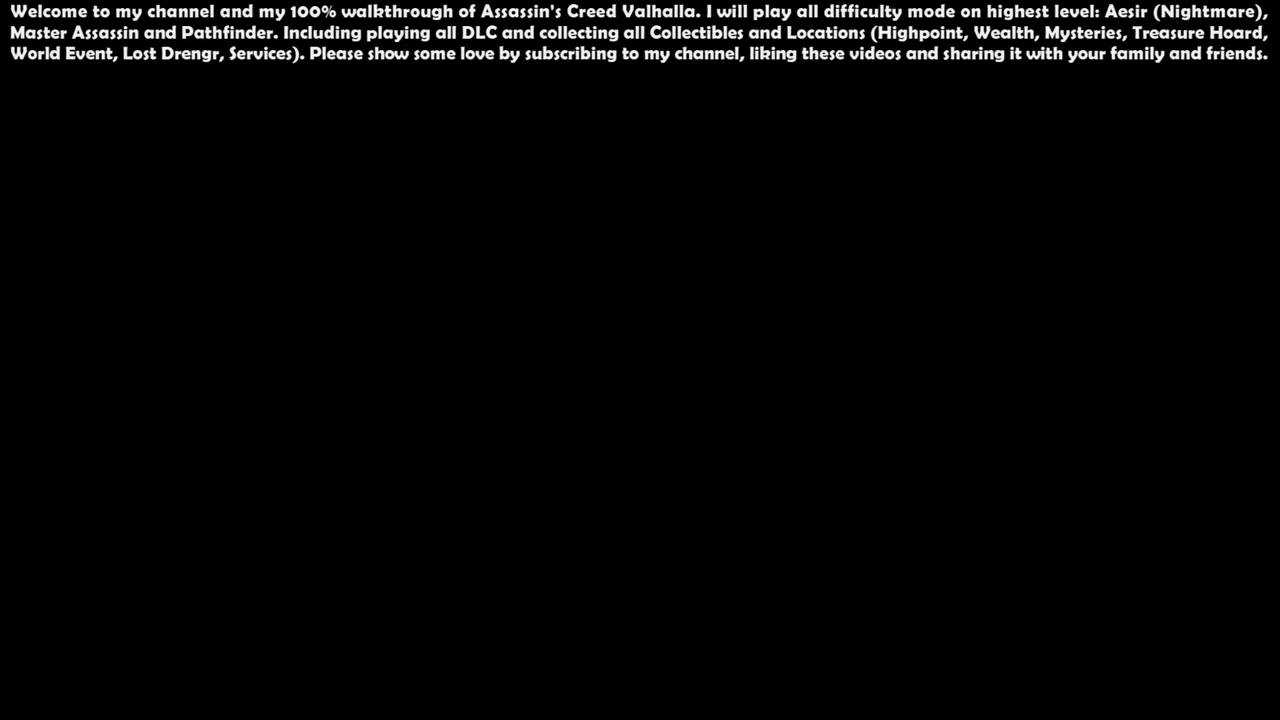 Welcome to my channel and my 100% walkthrough of Assassin's Creed Valhalla. I will play all difficulty mode on highest level: Aesir (Nightmare),
Master Assassin and Pathfinder. Including playing all DLC and collecting all Collectibles and Locations (Highpoint, Wealth, Mysteries, Treasure Hoard,
World Event, Lost Drengr, Services). Please show some love by subscribing to my channel, liking these videos and sharing it with your family and friends.